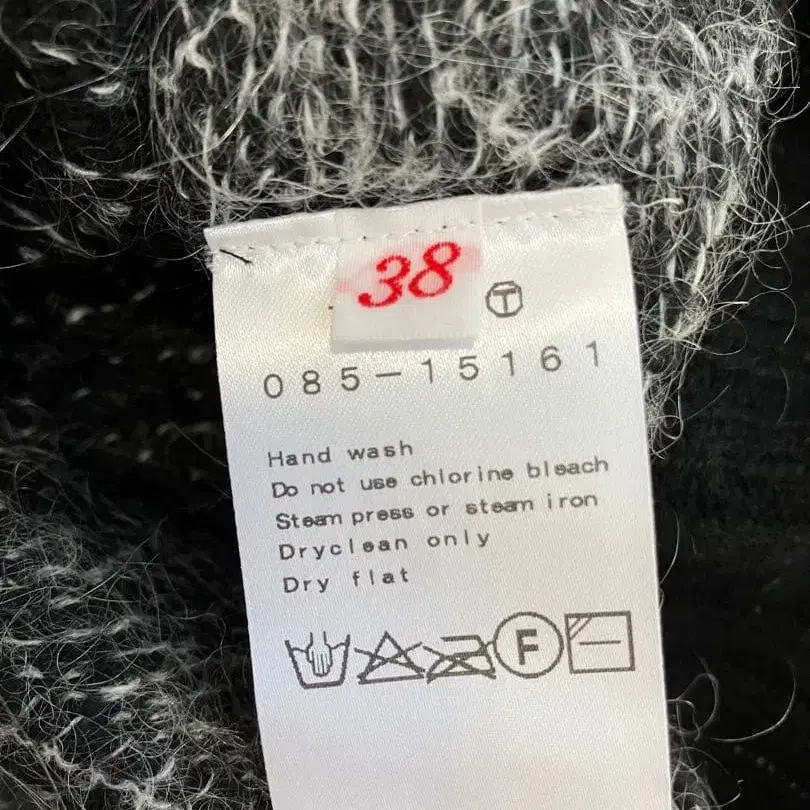 38
T
085-15161
Hand wash
Do not use chlorine bleach
Steam press or steam iron
Dryclean only
Dry flat
F